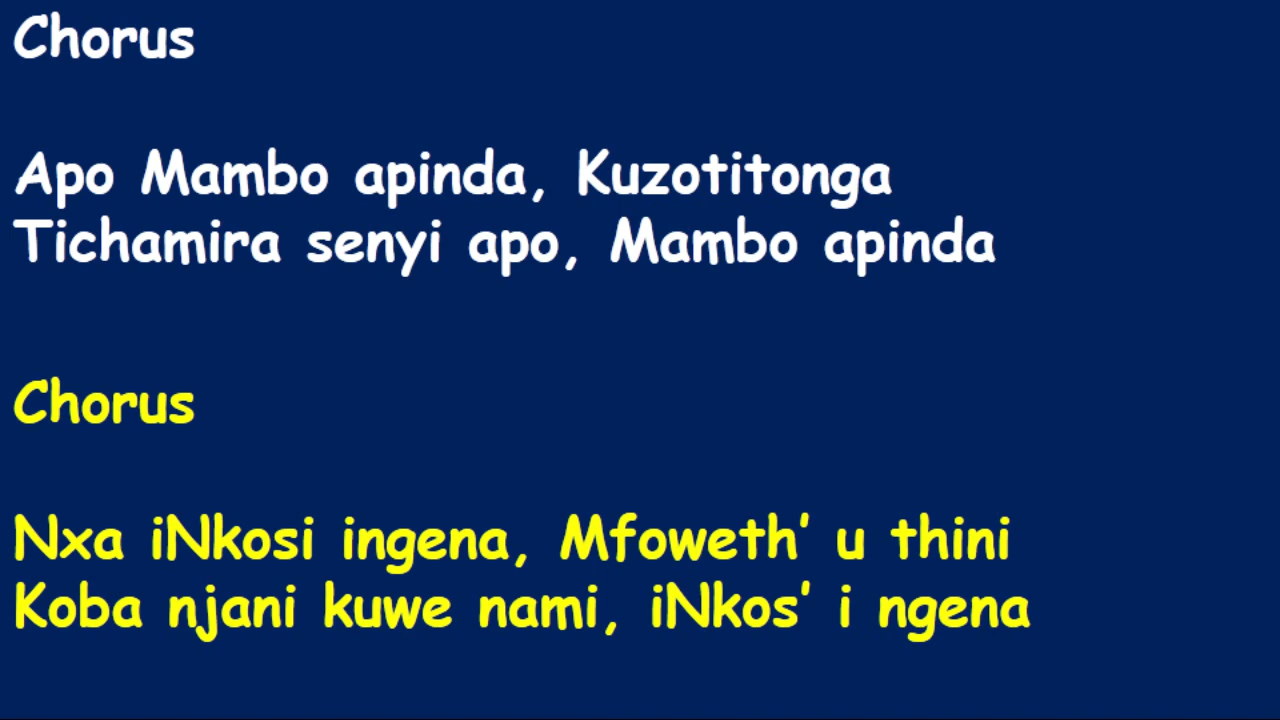 Chorus
Apo Mambo apinda, Kuzotitonga
Tichamira senyi apo, Mambo apinda
Chorus
Nxa iNkosi ingena, Mfoweth' u thini
Koba njani kuwe nami, iNkos' i ngena